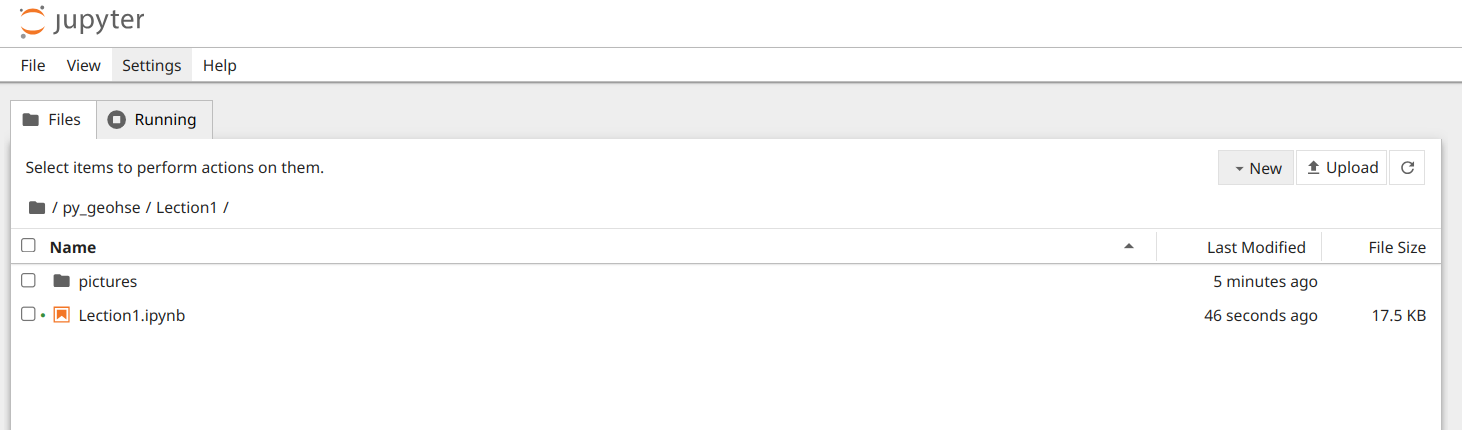 jupyter
File View Settings Help
Files Running
Select items to perform actions on them.
New Upload
/ py_geohse / Lection1 /
Name Last Modified File Size
pictures 5 minutes ago
Lection1.ipynb 46 seconds ago 17.5 KB